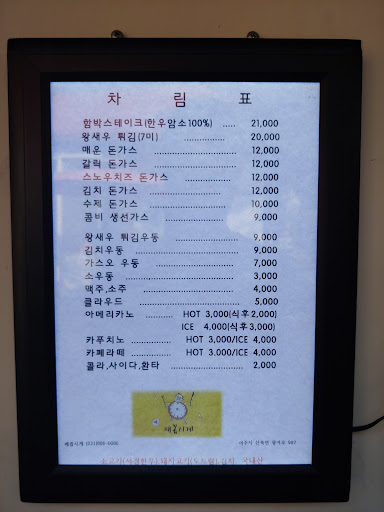 차 림 표
함박스테이크(한우암소100%) ..... 21,000
왕새우 튀김(7미) ............... 20,000
매운 돈가스 ........................ 12,000
갈릭 돈가스 ........................ 12,000
스노우치즈 돈가스 ................ 12,000
김치 돈가스 ........................ 12,000
수제 돈가스 ........................ 10,000
콤비 생선가스 ..................... 9,000
왕새우 튀김우동 .................. 9,000
김치우동 ........................... 9,000
가스오 우동 ........................ 7,000
소우동 .............................. 3,000
맥주,소주 ........................... 4,000
클라우드 ........................... 5,000
아메리카노 ......... HOT 3,000(식후2,000)
ICE 4,000(식후3,000)
카푸치노 ............ HOT 3,000/ICE 4,000
카페라떼 ............ HOT 3,000/ICE 4,000
콜라,사이다,환타 .................. 2,000
해봄시계